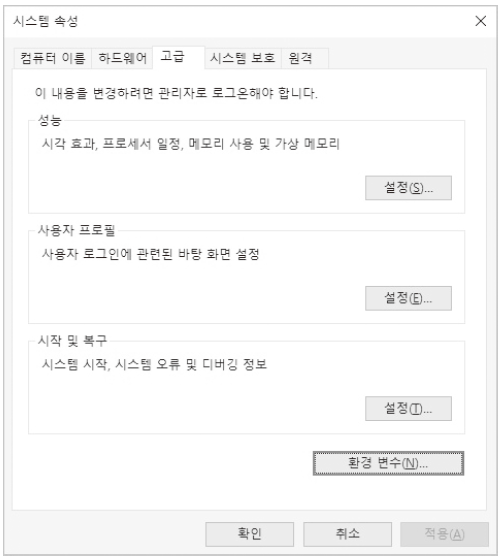 시스템 속성
컴퓨터 이름 하드웨어 고급 시스템 보호 원격
이 내용을 변경하려면 관리자로 로그온해야 합니다.
성능
시각 효과, 프로세서 일정, 메모리 사용 및 가상 메모리
설정(S)...
사용자 프로필
사용자 로그인에 관련된 바탕 화면 설정
설정(E)...
시작 및 복구
시스템 시작, 시스템 오류 및 디버깅 정보
설정(T)...
환경 변수(N)...
확인 취소 적용(A)